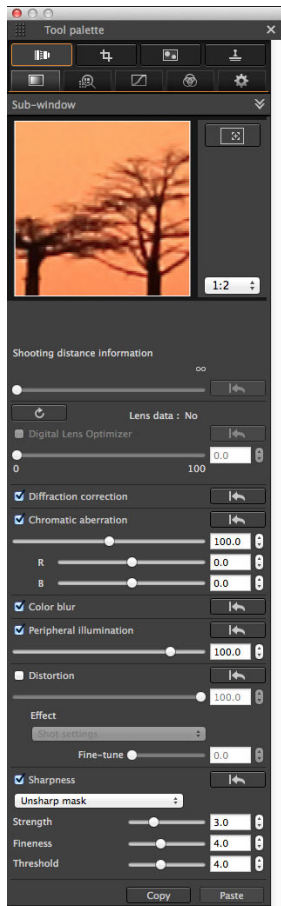 Tool palette
Sub-window
1:2
Shooting distance information
∞
Lens data : No
Digital Lens Optimizer
0.0
0 100
Diffraction correction
Chromatic aberration
100.0
R 0.0
B 0.0
Color blur
Peripheral illumination
100.0
Distortion
100.0
Effect
Shot settings
Fine-tune 0.0
Sharpness
Unsharp mask
Strength 3.0
Fineness 4.0
Threshold 4.0
Copy Paste